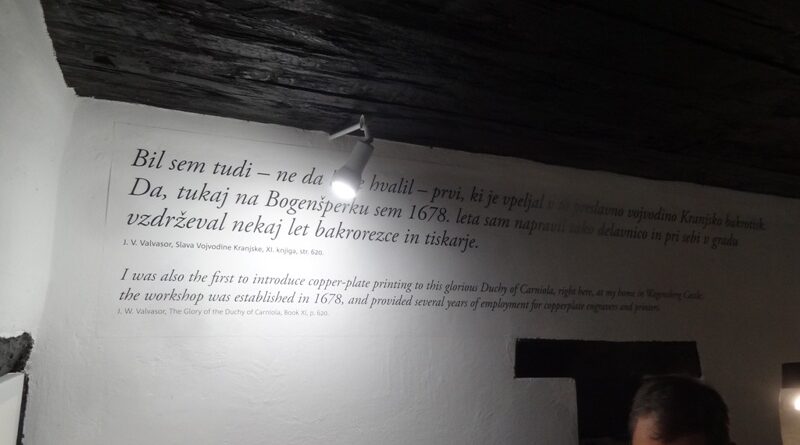 Bil sem tudi – ne da hvalil – prvi, ki je vpeljal v to preslavno vojvodino Kranjsko bakrotisk.
Da, tukaj na Bogenšperku sem 1678. leta sam napravil tako delavnico in pri sebi v gradu
vzdrževal nekaj let bakrorezce in tiskarje.
J. V. Valvasor, Slava Vojvodine Kranjske, XI. knjiga, str. 620.
I was also the first to introduce copper-plate printing to this glorious Duchy of Carniola, right here, at my home in Wagensberg Castle
the workshop was established in 1678, and provided several years of employment for copperplate engravers and printers.
J. W. Valvasor, The Glory of the Duchy of Carniola, Book XI, p. 620.